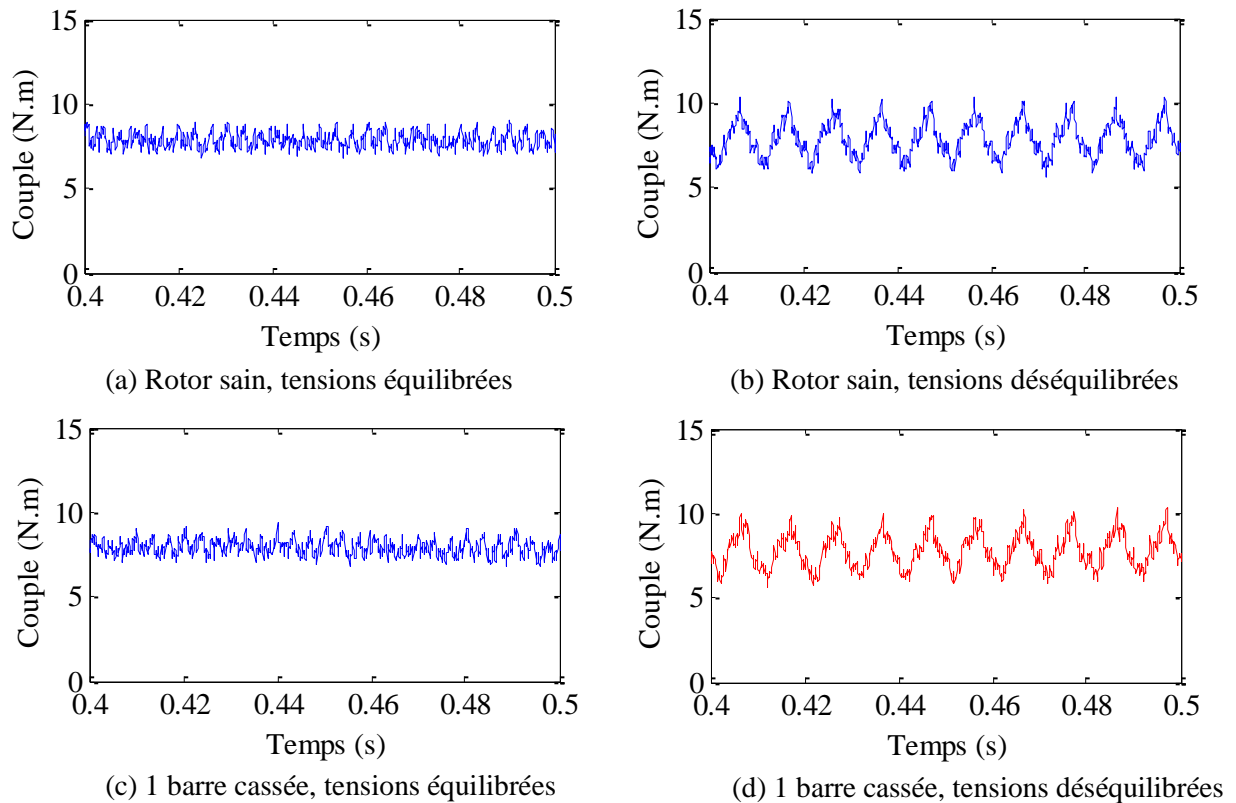 15
10
5
0
Couple (N.m)
0.4 0.42 0.44 0.46 0.48 0.5
Temps (s)
(a) Rotor sain, tensions équilibrées
15
10
5
0
Couple (N.m)
0.4 0.42 0.44 0.46 0.48 0.5
Temps (s)
(b) Rotor sain, tensions déséquilibrées
15
10
5
0
Couple (N.m)
0.4 0.42 0.44 0.46 0.48 0.5
Temps (s)
(c) 1 barre cassée, tensions équilibrées
15
10
5
0
Couple (N.m)
0.4 0.42 0.44 0.46 0.48 0.5
Temps (s)
(d) 1 barre cassée, tensions déséquilibrées